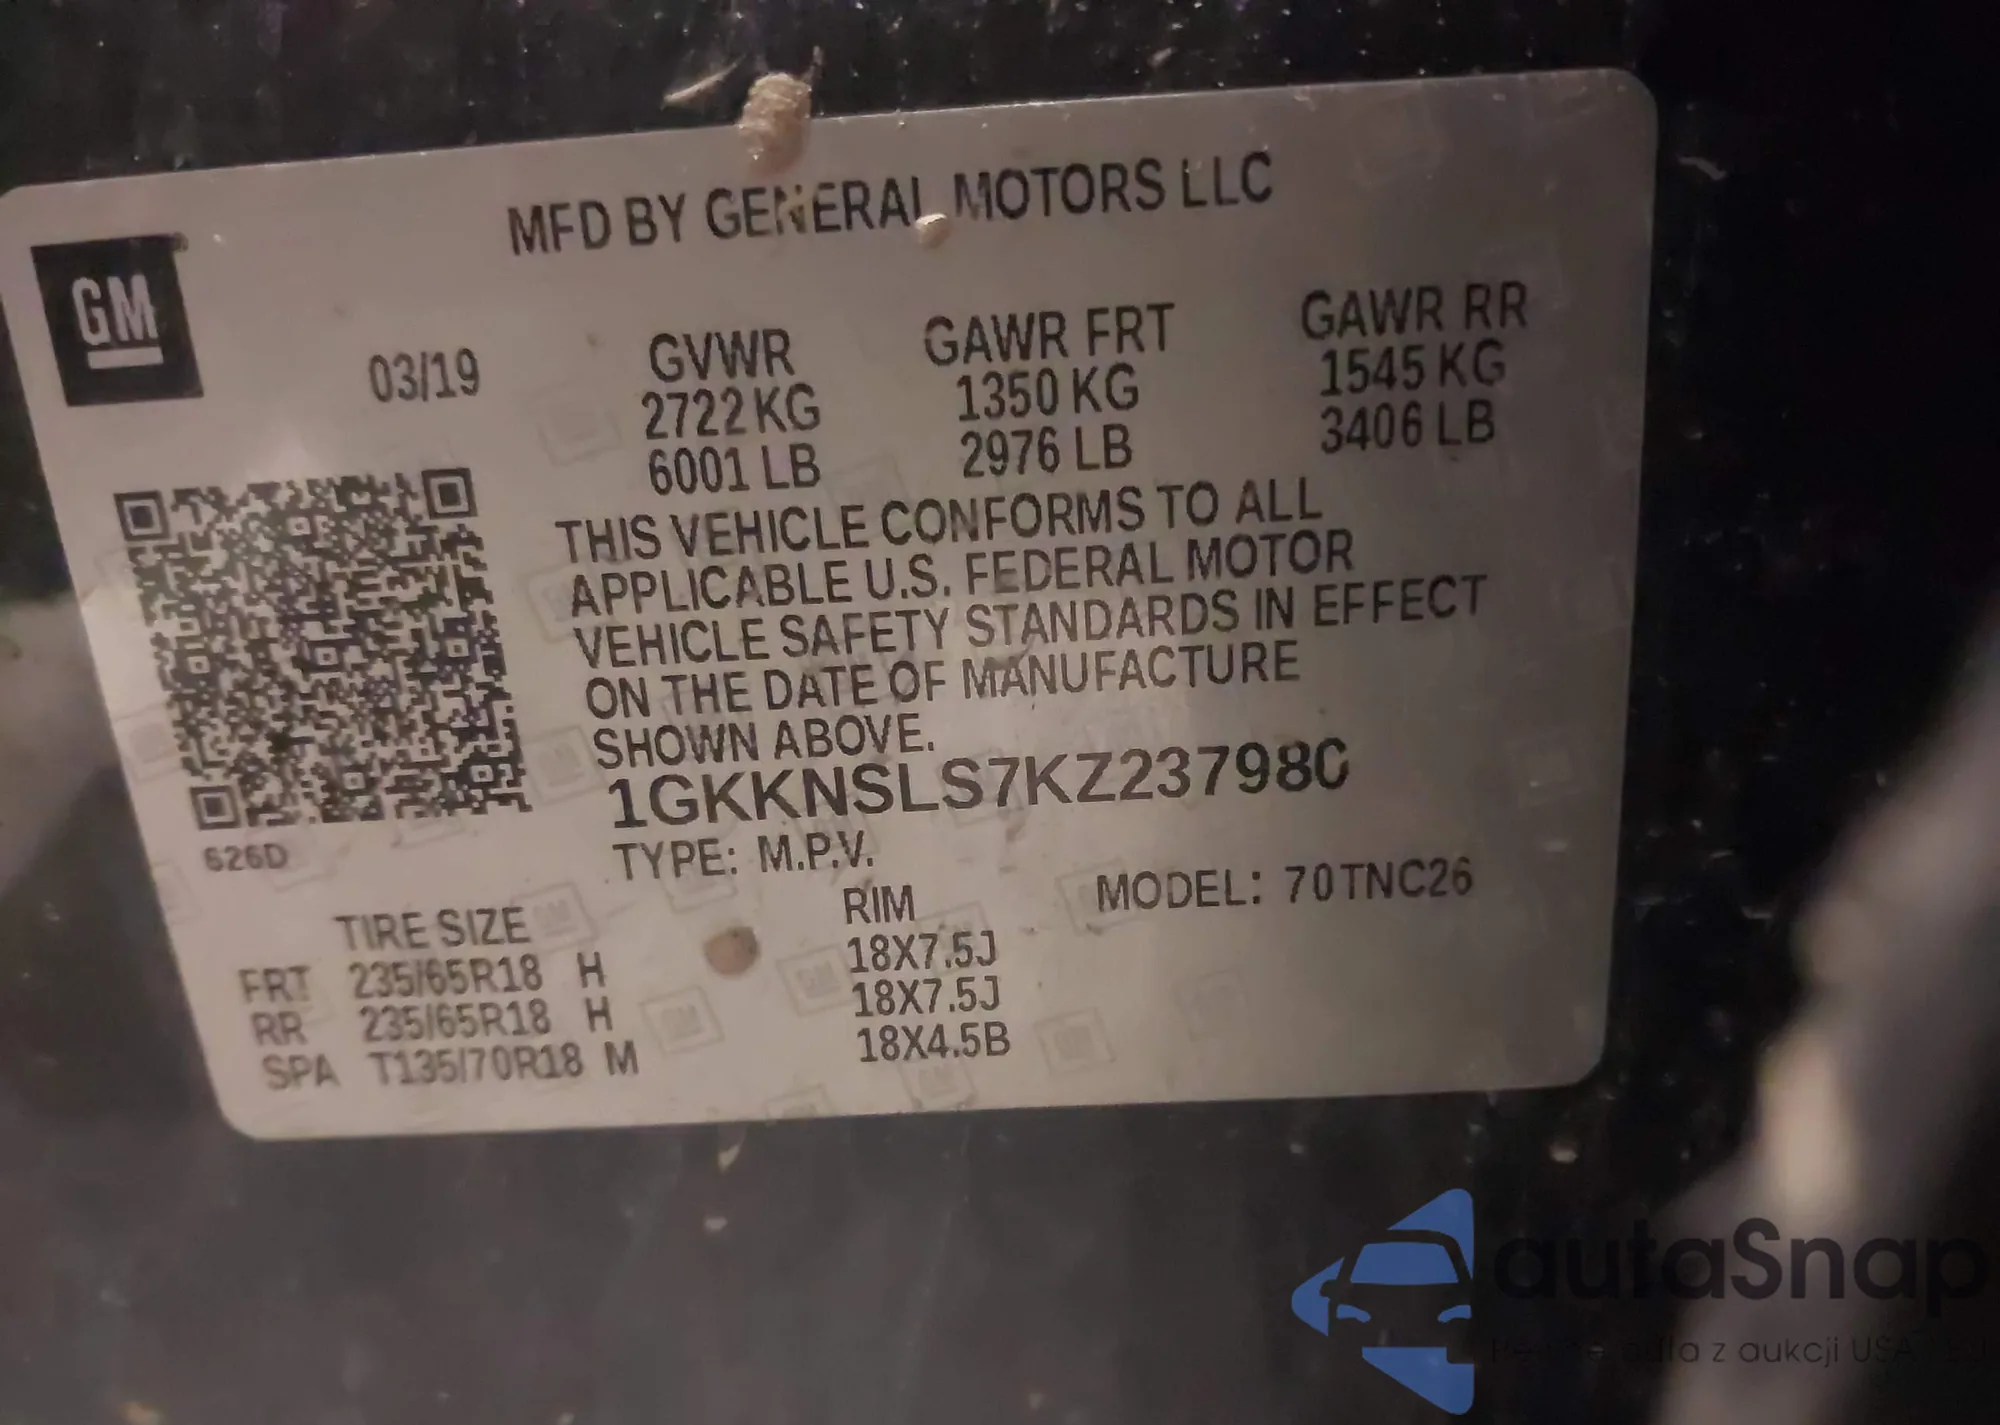 MFD BY GENERAL MOTORS LLC
GM
03/19
GVWR GAWR FRT GAWR RR
2722 KG 1350 KG 1545 KG
6001 LB 2976 LB 3406 LB
THIS VEHICLE CONFORMS TO ALL
APPLICABLE U.S. FEDERAL MOTOR
VEHICLE SAFETY STANDARDS IN EFFECT
ON THE DATE OF MANUFACTURE
SHOWN ABOVE.
1GKKNSLS7KZ237980
626D
TYPE: M.P.V.
MODEL: 70TNC26
TIRE SIZE RIM
FRT 235/65R18 H 18X7.5J
RR 235/65R18 H 18X7.5J
SPA T135/70R18 M 18X4.5B
autaSnap
z aukcji USA